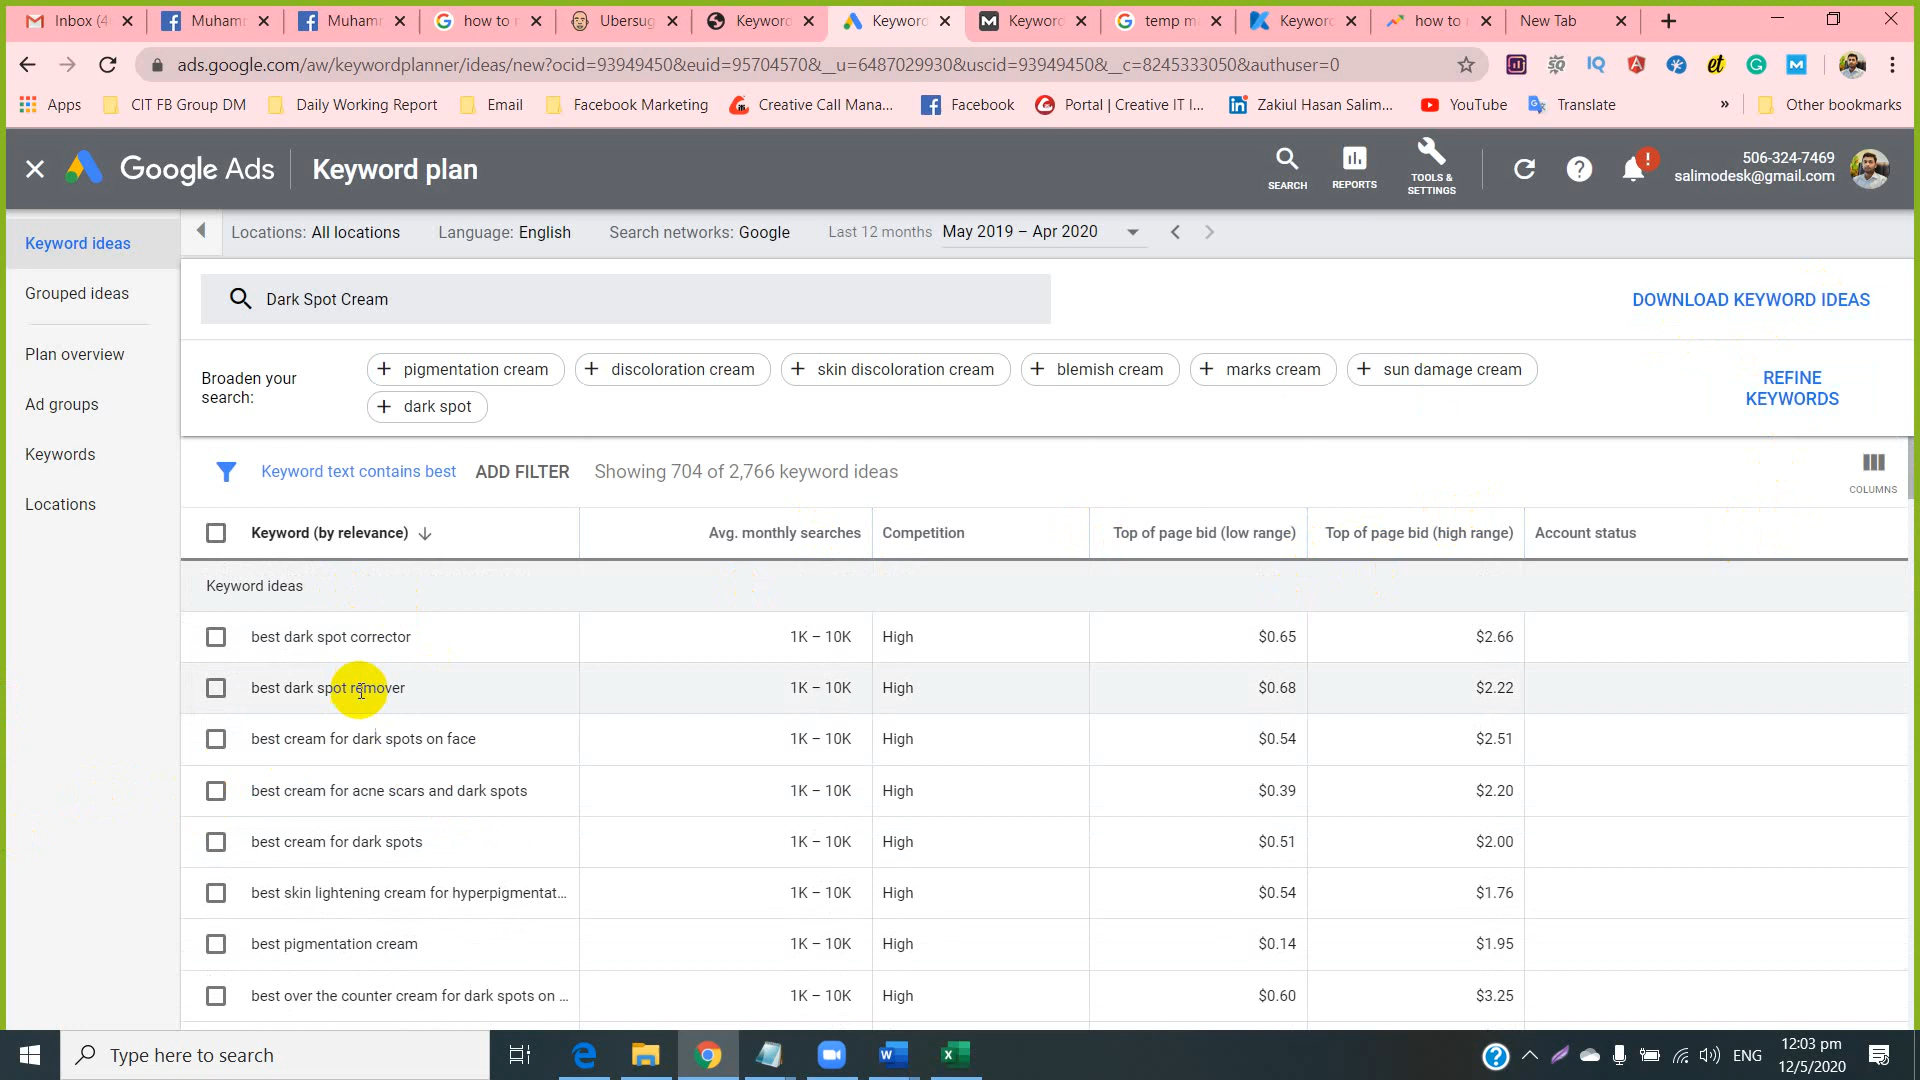 Inbox (4
Muhamm
Muhamm
how to r
Ubersug
Keyword
Keyword
Keyword
temp m
Keyword
how to
New Tab
ads.google.com/aw/keywordplanner/ideas/new?ocid=93949450&euid=95704570&__u=6487029930&uscid=93949450&__c=8245333050&authuser=0
Apps
CIT FB Group DM
Daily Working Report
Email
Facebook Marketing
Creative Call Mana...
Facebook
Portal | Creative IT I...
Zakiul Hasan Salim...
YouTube
Translate
»
Other bookmarks
Google Ads
Keyword plan
SEARCH
REPORTS
TOOLS &
SETTINGS
506-324-7469
salimodesk@gmail.com
Keyword ideas
Grouped ideas
Plan overview
Ad groups
Keywords
Locations
Locations: All locations
Language: English
Search networks: Google
Last 12 months May 2019 – Apr 2020
Dark Spot Cream
DOWNLOAD KEYWORD IDEAS
Broaden your
search:
+ pigmentation cream
+ discoloration cream
+ skin discoloration cream
+ blemish cream
+ marks cream
+ sun damage cream
+ dark spot
REFINE
KEYWORDS
Keyword text contains best
ADD FILTER
Showing 704 of 2,766 keyword ideas
COLUMNS
Keyword (by relevance) Avg. monthly searches Competition Top of page bid (low range) Top of page bid (high range) Account status
Keyword ideas
best dark spot corrector 1K – 10K High $0.65 $2.66
best dark spot remover 1K – 10K High $0.68 $2.22
best cream for dark spots on face 1K – 10K High $0.54 $2.51
best cream for acne scars and dark spots 1K – 10K High $0.39 $2.20
best cream for dark spots 1K – 10K High $0.51 $2.00
best skin lightening cream for hyperpigmentat... 1K – 10K High $0.54 $1.76
best pigmentation cream 1K – 10K High $0.14 $1.95
best over the counter cream for dark spots on ... 1K – 10K High $0.60 $3.25
Type here to search
ENG
12:03 pm
12/5/2020